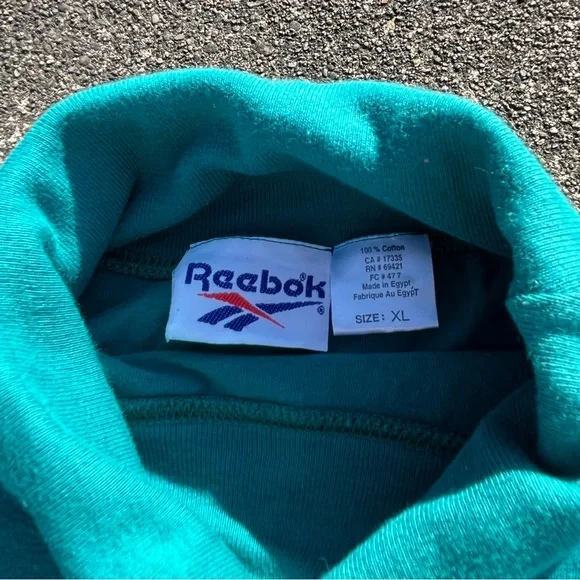 Reebok®
®
100% Cotton
CA # 17335
RN # 69421
FC # 477
Made in Egypt
Fabrique Au Egypt
SIZE: XL